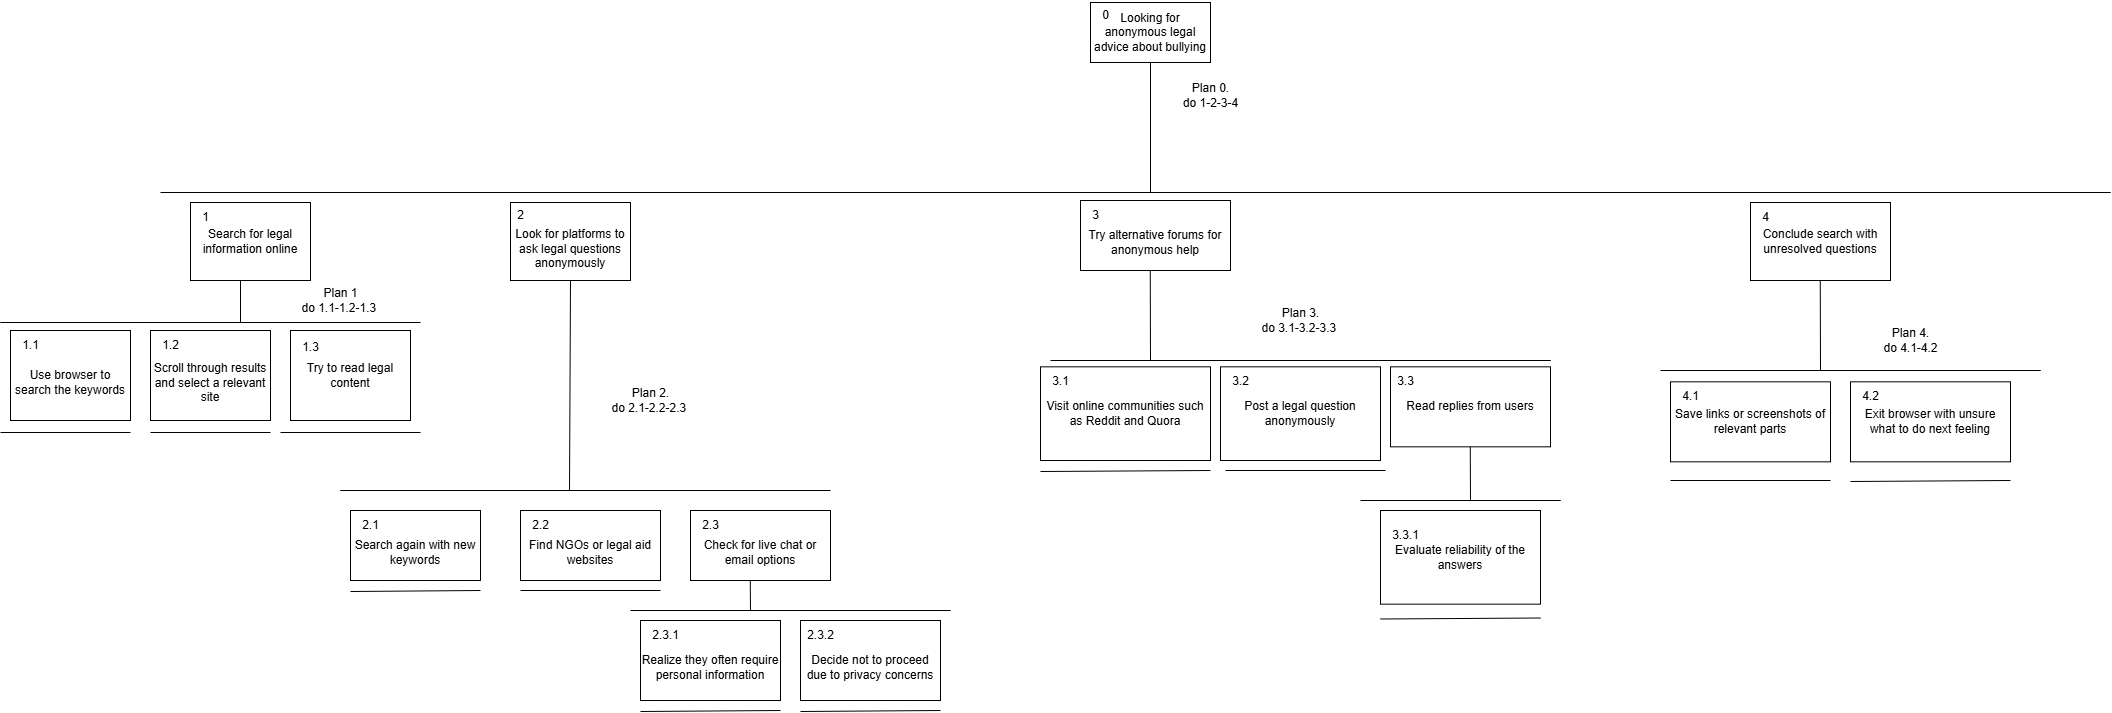 0 Looking for
anonymous legal
advice about bullying
Plan 0.
do 1-2-3-4
1
Search for legal
information online
2
Look for platforms to
ask legal questions
anonymously
3
Try alternative forums for
anonymous help
4
Conclude search with
unresolved questions
Plan 1
do 1.1-1.2-1.3
1.1
Use browser to
search the keywords
1.2
Scroll through results
and select a relevant
site
1.3
Try to read legal
content
Plan 2.
do 2.1-2.2-2.3
2.1
Search again with new
keywords
2.2
Find NGOs or legal aid
websites
2.3
Check for live chat or
email options
2.3.1
Realize they often require
personal information
2.3.2
Decide not to proceed
due to privacy concerns
Plan 3.
do 3.1-3.2-3.3
3.1
Visit online communities such
as Reddit and Quora
3.2
Post a legal question
anonymously
3.3
Read replies from users
3.3.1
Evaluate reliability of the
answers
Plan 4.
do 4.1-4.2
4.1
Save links or screenshots of
relevant parts
4.2
Exit browser with unsure
what to do next feeling